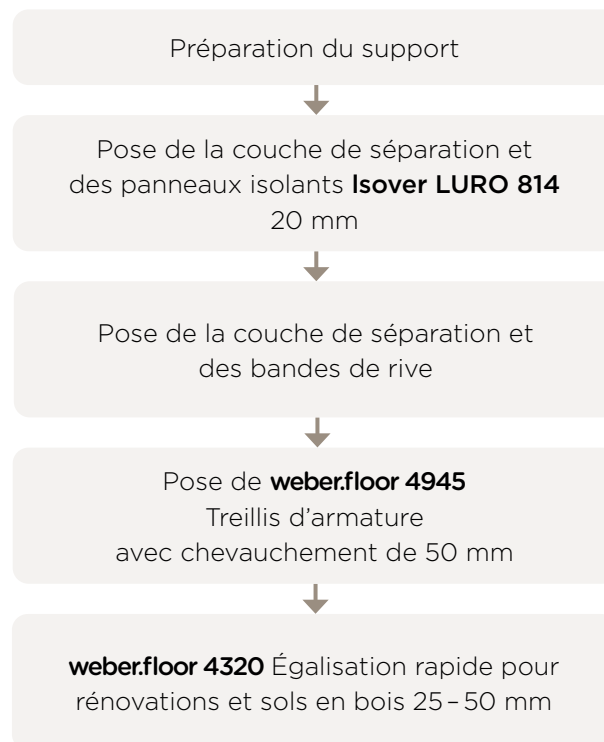 Préparation du support
Pose de la couche de séparation et
des panneaux isolants Isover LURO 814
20 mm
Pose de la couche de séparation et
des bandes de rive
Pose de weber.floor 4945
Treillis d’armature
avec chevauchement de 50 mm
weber.floor 4320 Égalisation rapide pour
rénovations et sols en bois 25 – 50 mm